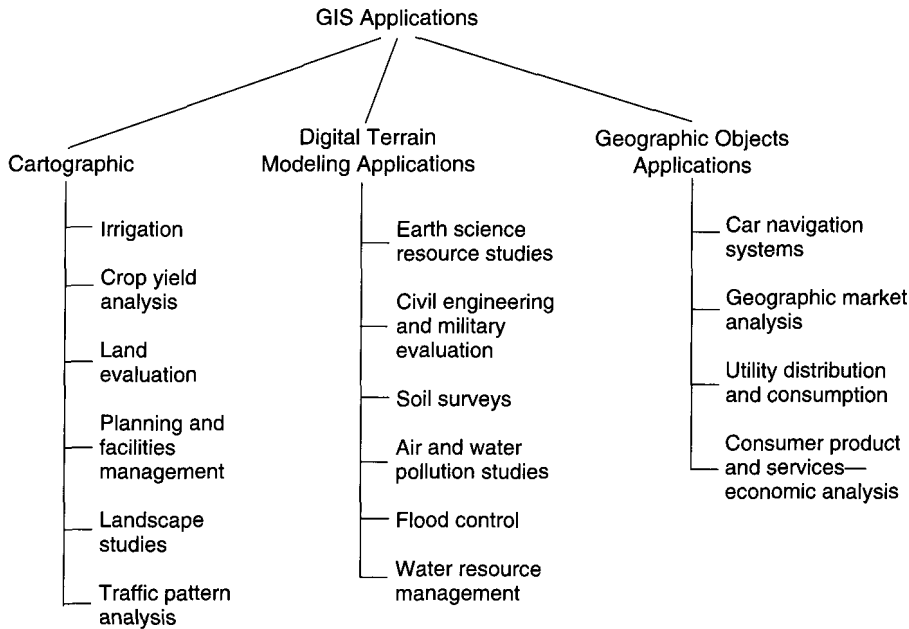 GIS Applications
Cartographic
Irrigation
Crop yield
analysis
Land
evaluation
Planning and
facilities
management
Landscape
studies
Traffic pattern
analysis
Digital Terrain
Modeling Applications
Earth science
resource studies
Civil engineering
and military
evaluation
Soil surveys
Air and water
pollution studies
Flood control
Water resource
management
Geographic Objects
Applications
Car navigation
systems
Geographic market
analysis
Utility distribution
and consumption
Consumer product
and services—
economic analysis